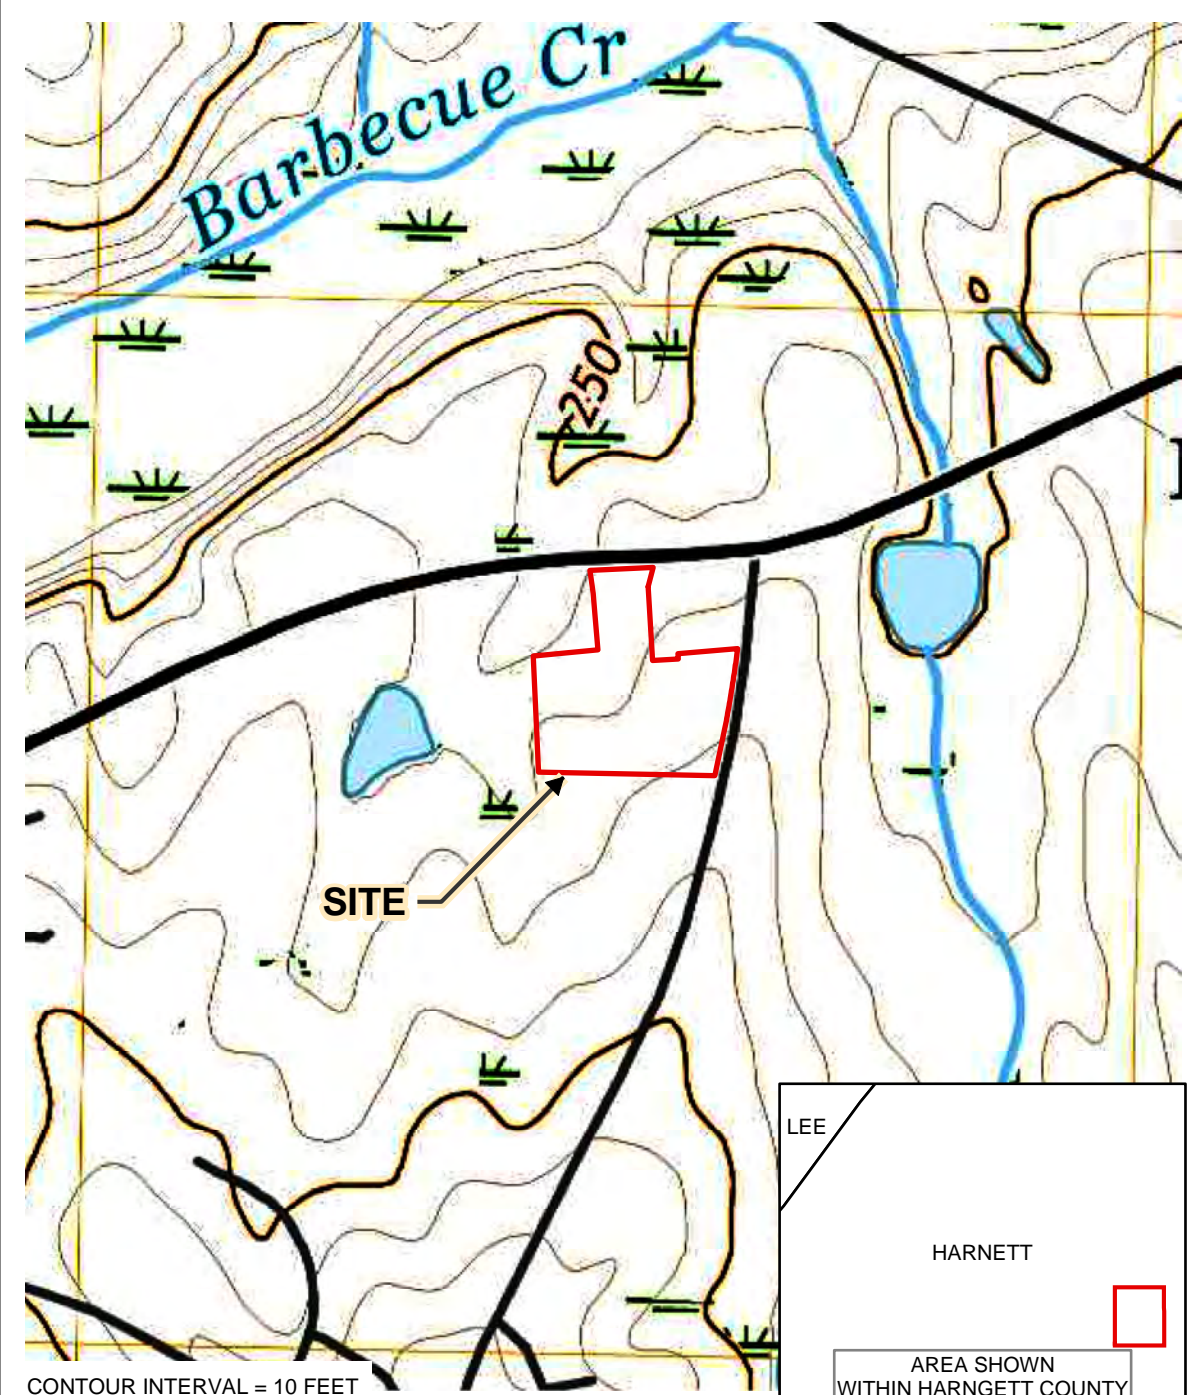 Barbecue Cr
250
SITE
LEE
HARNETT
AREA SHOWN
WITHIN HARNGETT COUNTY
CONTOUR INTERVAL = 10 FEET